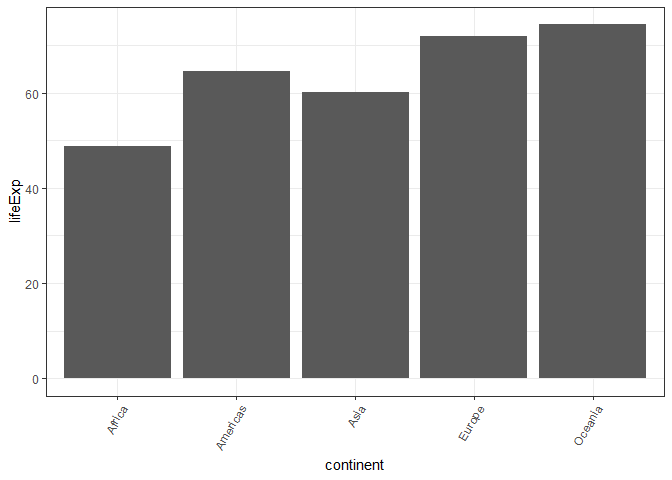 lifeExp
60
40
20
0
Africa
Americas
Asia
Europe
Oceania
continent